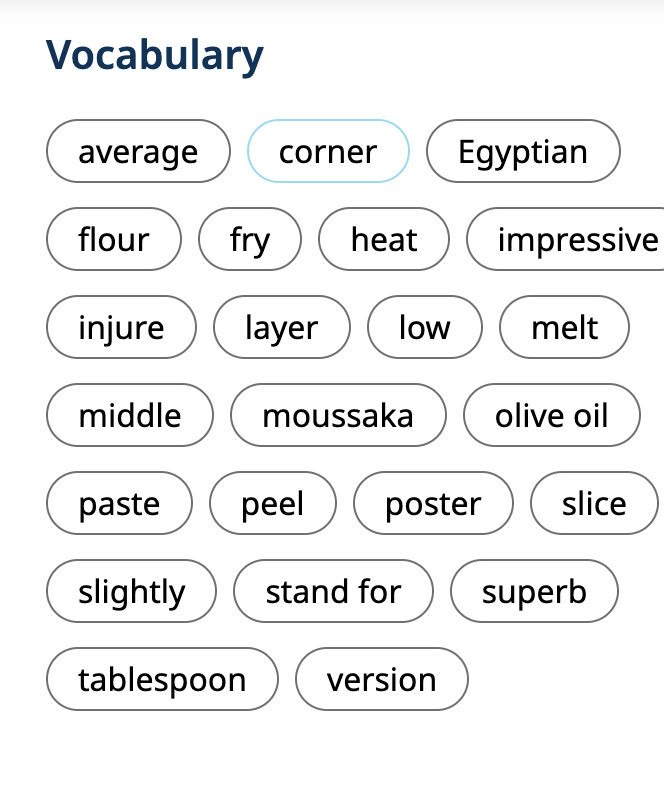 Vocabulary
average corner Egyptian
flour fry heat impressive
injure layer low melt
middle moussaka olive oil
paste peel poster slice
slightly stand for superb
tablespoon version